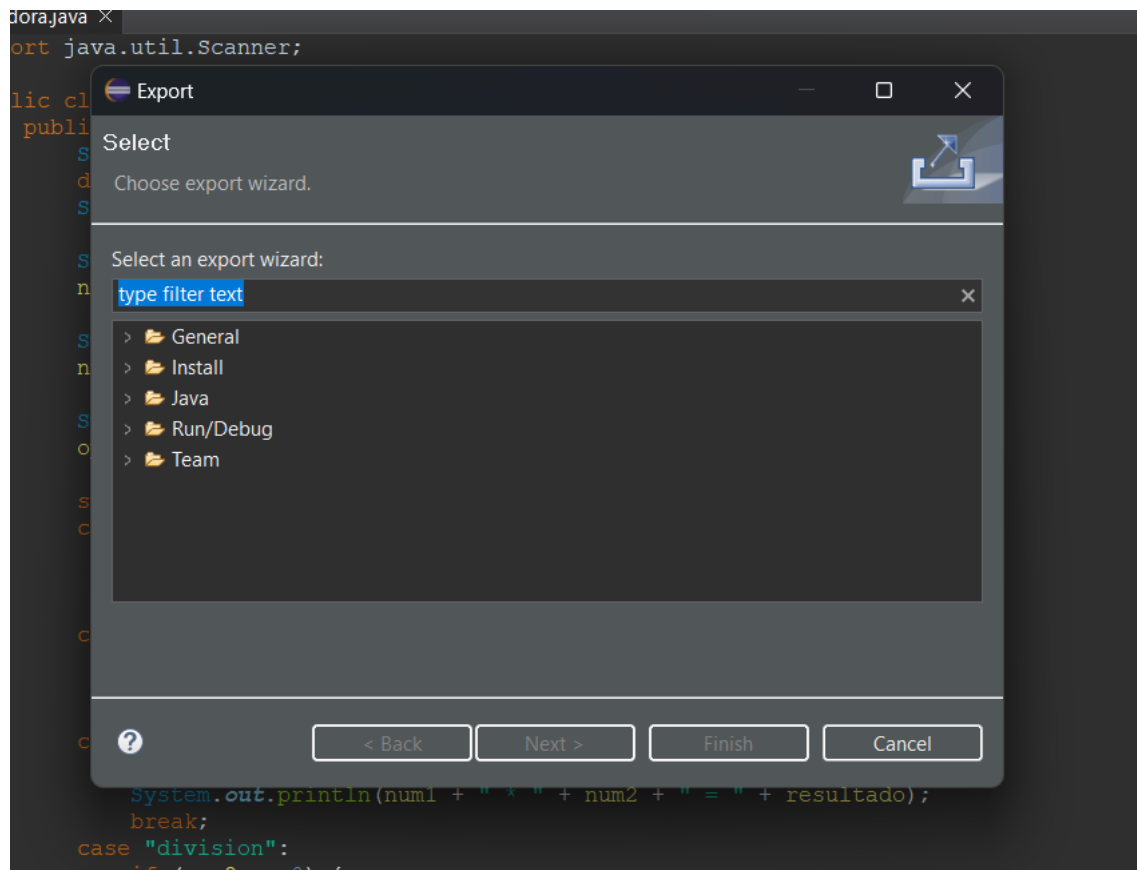 dora.java ×
ort java.util.Scanner;
Export
lic cl
publi
Select
S
d
Choose export wizard.
S
S
Select an export wizard:
n
type filter text
S
General
n
Install
Java
S
Run/Debug
o
Team
s
c
c
c
< Back
Next >
Finish
Cancel
System.out.println(num1 + " * " + num2 + " = " + resultado);
break;
case "division":